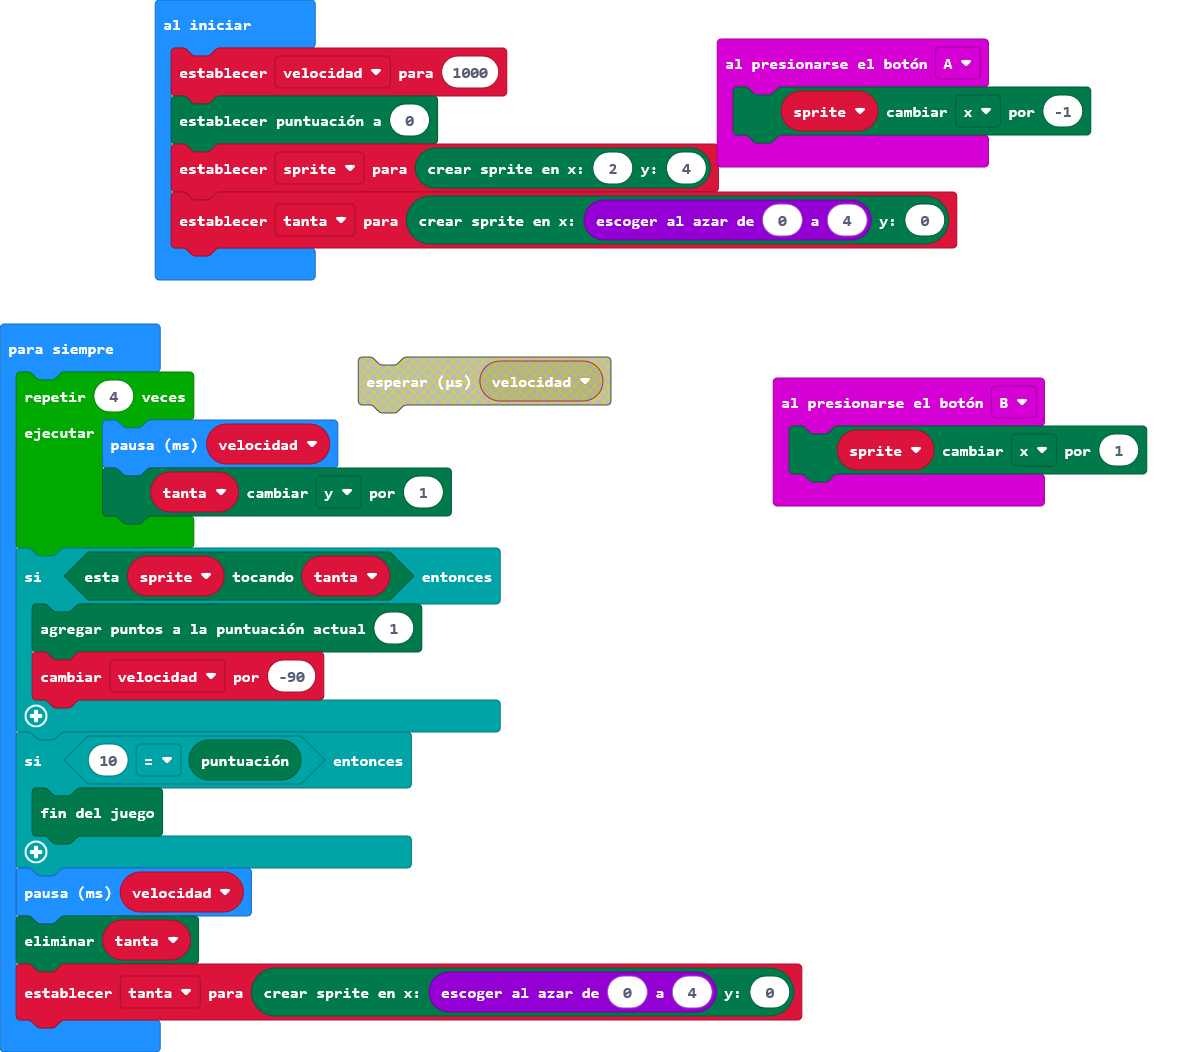 al iniciar
establecer velocidad para 1000
establecer puntuación a 0
establecer sprite para crear sprite en x: 2 y: 4
establecer tanta para crear sprite en x: escoger al azar de 0 a 4 y: 0
al presionarse el botón A
sprite cambiar x por -1
para siempre
repetir 4 veces
ejecutar
pausa (ms) velocidad
tanta cambiar y por 1
si esta sprite tocando tanta entonces
agregar puntos a la puntuación actual 1
cambiar velocidad por -90
si 10 = puntuación entonces
fin del juego
pausa (ms) velocidad
eliminar tanta
establecer tanta para crear sprite en x: escoger al azar de 0 a 4 y: 0
esperar (µs) velocidad
al presionarse el botón B
sprite cambiar x por 1